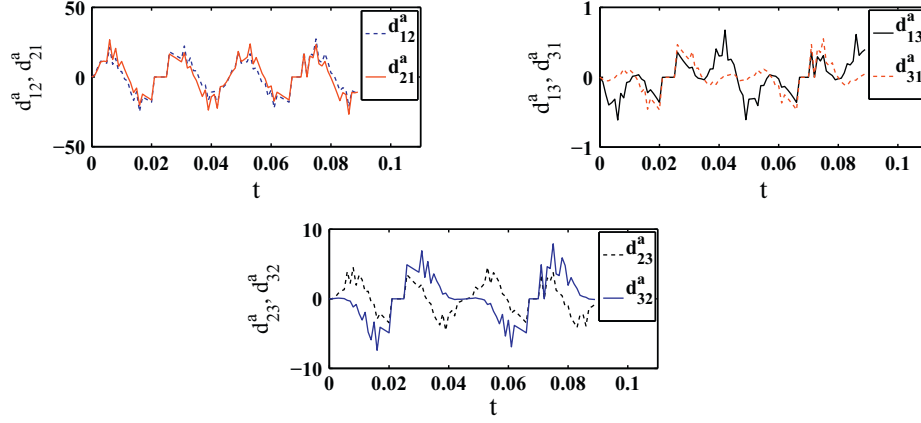 50
0
−50
0 0.02 0.04 0.06 0.08 0.1
t
d^a_12, d^a_21
d^a_12
d^a_21
1
0
−1
0 0.02 0.04 0.06 0.08 0.1
t
d^a_13, d^a_31
d^a_13
d^a_31
10
0
−10
0 0.02 0.04 0.06 0.08 0.1
t
d^a_23, d^a_32
d^a_23
d^a_32